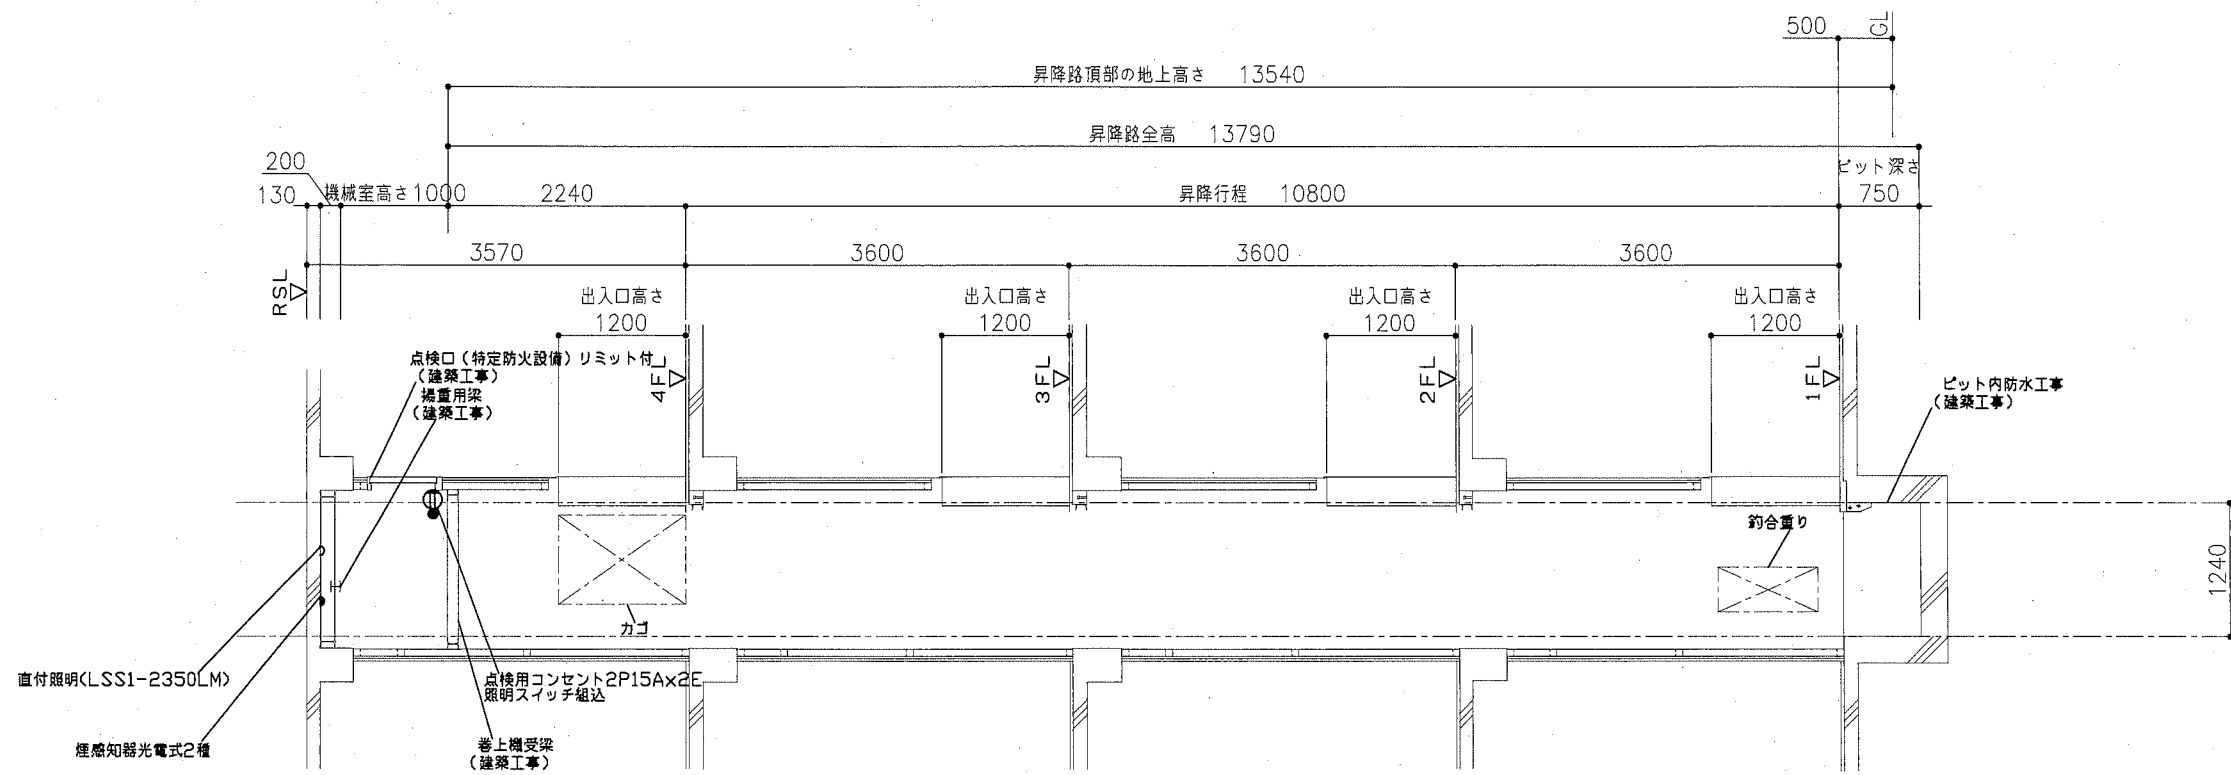 500
GL
昇降路頂部の地上高さ 13540
昇降路全高 13790
200
ピット深さ
130
機械室高さ 1000
2240
昇降行程 10800
750
3570
3600
3600
3600
RSL
出入口高さ
1200
出入口高さ
1200
出入口高さ
1200
出入口高さ
1200
点検口(特定防火設備)リミット付
(建築工事)
揚重用梁
(建築工事)
4FL
3FL
2FL
1FL
ピット内防水工事
(建築工事)
釣合重り
1240
カゴ
直付照明(LSS1-2350LM)
点検用コンセント2P15Ax2E
照明スイッチ組込
煙感知器光電式2種
巻上機受梁
(建築工事)